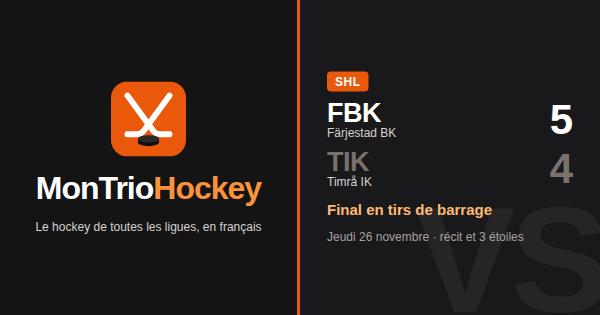 MonTrioHockey
Le hockey de toutes les ligues, en français
SHL
FBK
5
Färjestad BK
TIK
4
Timrå IK
Final en tirs de barrage
Jeudi 26 novembre · récit et 3 étoiles
VS